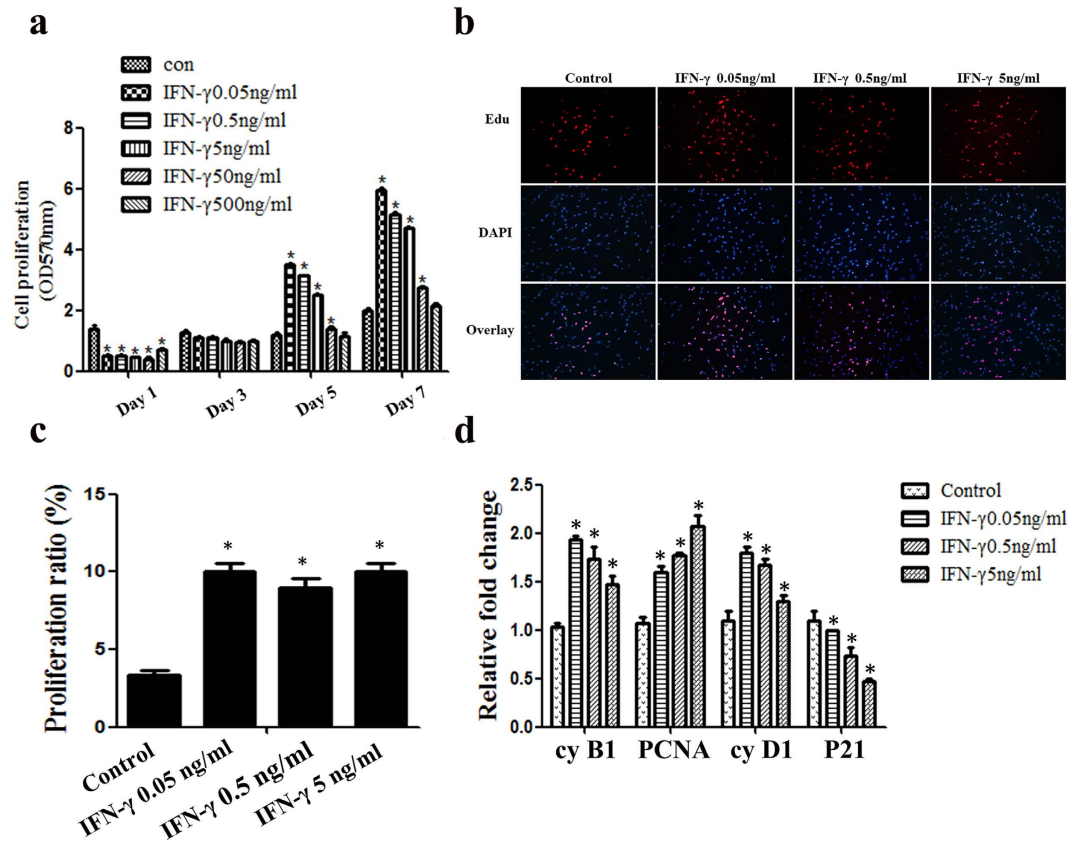 a
con
IFN-γ0.05ng/ml
IFN-γ0.5ng/ml
IFN-γ5ng/ml
IFN-γ50ng/ml
IFN-γ500ng/ml
Cell proliferation
(OD570nm)
8
6
4
2
0
* * * * *
* * * *
* * * *
Day 1 Day 3 Day 5 Day 7
b
Control IFN-γ 0.05ng/ml IFN-γ 0.5ng/ml IFN-γ 5ng/ml
Edu
DAPI
Overlay
c
Proliferation ratio (%)
15
10
5
0
* * *
Control
IFN-γ 0.05 ng/ml
IFN-γ 0.5 ng/ml
IFN-γ 5 ng/ml
d
Relative fold change
2.5
2.0
1.5
1.0
0.5
0.0
* * *
* * *
* * *
* * *
cy B1 PCNA cy D1 P21
Control
IFN-γ0.05ng/ml
IFN-γ0.5ng/ml
IFN-γ5ng/ml